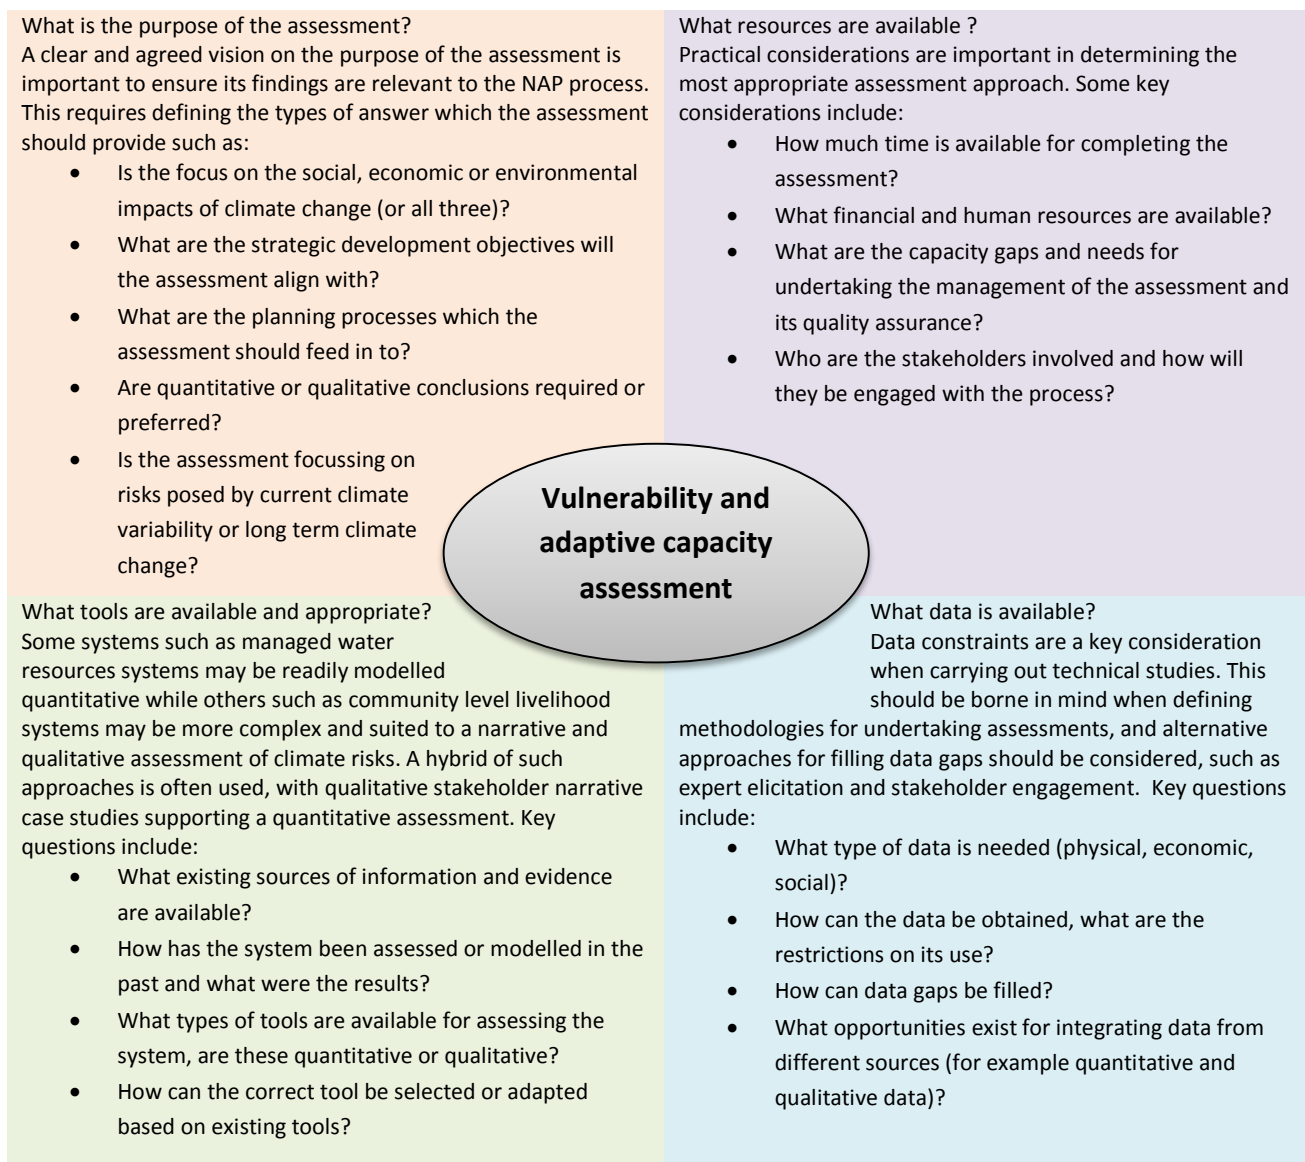 What is the purpose of the assessment?
A clear and agreed vision on the purpose of the assessment is
important to ensure its findings are relevant to the NAP process.
This requires defining the types of answer which the assessment
should provide such as:
• Is the focus on the social, economic or environmental
impacts of climate change (or all three)?
• What are the strategic development objectives will
the assessment align with?
• What are the planning processes which the
assessment should feed in to?
• Are quantitative or qualitative conclusions required or
preferred?
• Is the assessment focussing on
risks posed by current climate
variability or long term climate
change?
What resources are available ?
Practical considerations are important in determining the
most appropriate assessment approach. Some key
considerations include:
• How much time is available for completing the
assessment?
• What financial and human resources are available?
• What are the capacity gaps and needs for
undertaking the management of the assessment and
its quality assurance?
• Who are the stakeholders involved and how will
they be engaged with the process?
Vulnerability and
adaptive capacity
assessment
What tools are available and appropriate?
Some systems such as managed water
resources systems may be readily modelled
quantitative while others such as community level livelihood
systems may be more complex and suited to a narrative and
qualitative assessment of climate risks. A hybrid of such
approaches is often used, with qualitative stakeholder narrative
case studies supporting a quantitative assessment. Key
questions include:
• What existing sources of information and evidence
are available?
• How has the system been assessed or modelled in the
past and what were the results?
• What types of tools are available for assessing the
system, are these quantitative or qualitative?
• How can the correct tool be selected or adapted
based on existing tools?
What data is available?
Data constraints are a key consideration
when carrying out technical studies. This
should be borne in mind when defining
methodologies for undertaking assessments, and alternative
approaches for filling data gaps should be considered, such as
expert elicitation and stakeholder engagement.  Key questions
include:
• What type of data is needed (physical, economic,
social)?
• How can the data be obtained, what are the
restrictions on its use?
• How can data gaps be filled?
• What opportunities exist for integrating data from
different sources (for example quantitative and
qualitative data)?